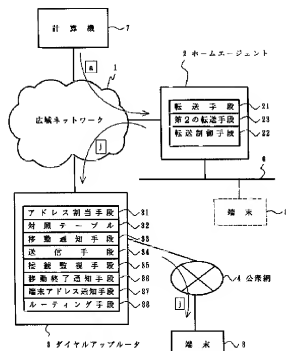 計算機
7
1
a
2 ホームエージェント
広域ネットワーク
転送手段
21
第2の転送手段
23
転送制御手段
22
j
6
端末
アドレス割当手段
31
対照テーブル
32
移動通知手段
33
送信手段
34
接続監視手段
35
移動終了通知手段
36
端末アドレス通知手段
37
ルーティング手段
38
4 公衆網
j
3 ダイヤルアップルータ
端末